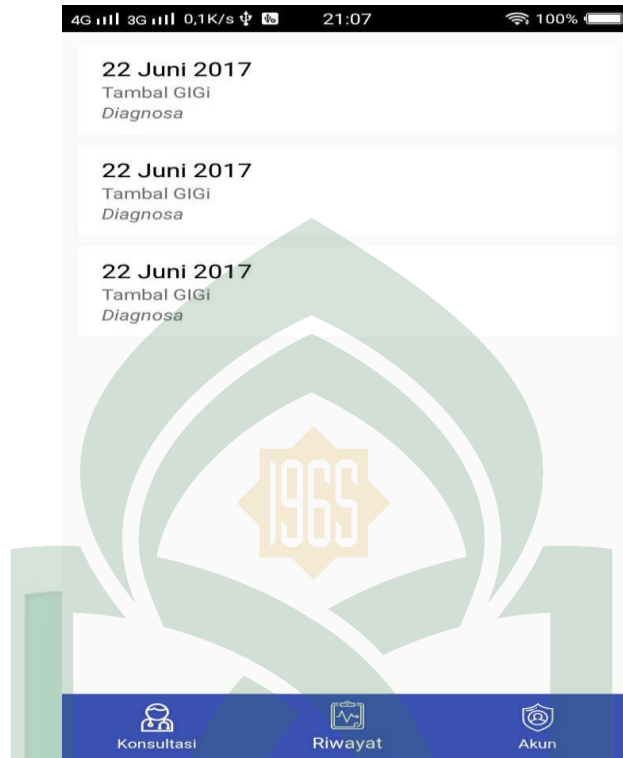 4G 3G 0,1K/s 21:07 100%
22 Juni 2017
Tambal GIGi
Diagnosa
22 Juni 2017
Tambal GIGi
Diagnosa
22 Juni 2017
Tambal GIGi
Diagnosa
1965
Konsultasi Riwayat Akun